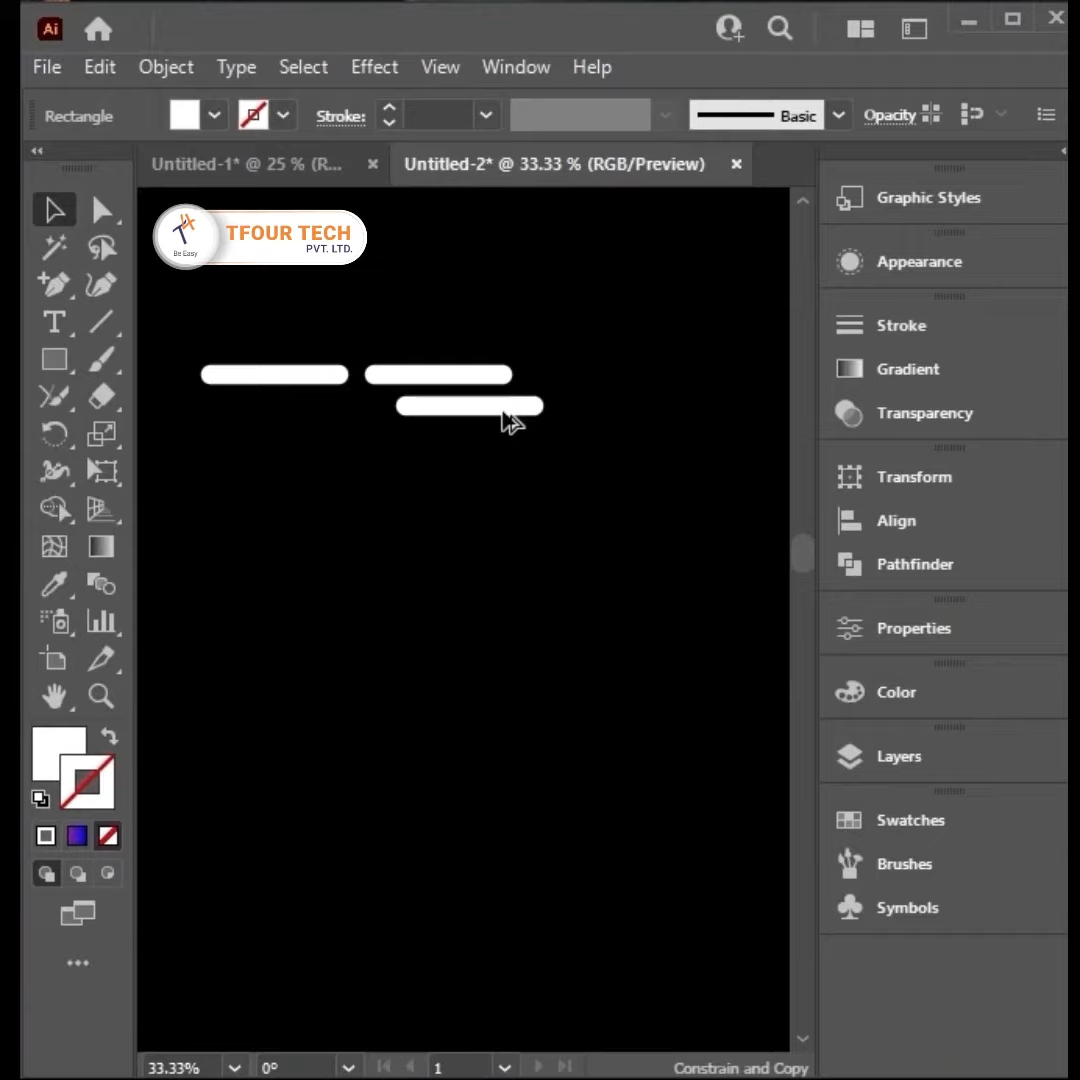 Ai
File Edit Object Type Select Effect View Window Help
Rectangle Stroke: Basic Opacity
Untitled-1* @ 25 % (R... × Untitled-2* @ 33.33 % (RGB/Preview) ×
TFOUR TECH
PVT. LTD.
Be Easy
Graphic Styles
Appearance
Stroke
Gradient
Transparency
Transform
Align
Pathfinder
Properties
Color
Layers
Swatches
Brushes
Symbols
33.33% 0° 1 Constrain and Copy